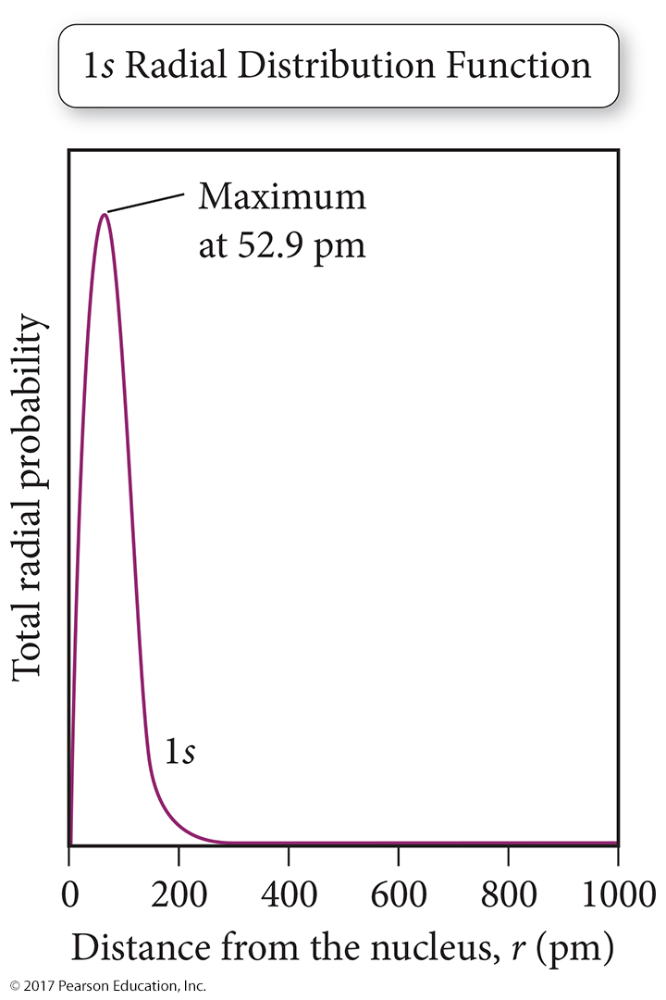 1s Radial Distribution Function
Maximum
at 52.9 pm
Total radial probability
1s
0 200 400 600 800 1000
Distance from the nucleus, r (pm)
© 2017 Pearson Education, Inc.